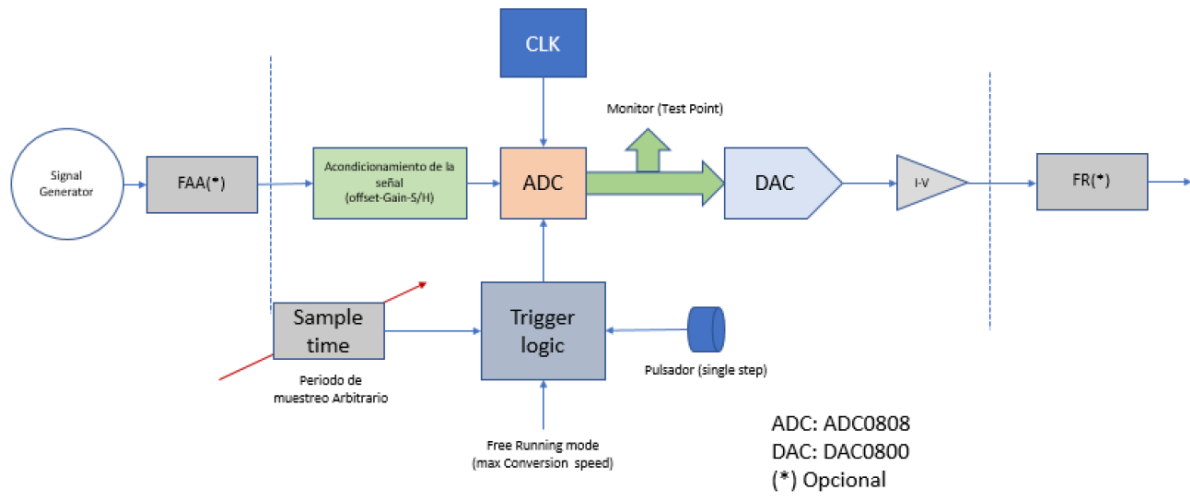 CLK
Monitor (Test Point)
Signal
Generator
FAA(*)
Acondicionamiento de la
señal
(offset-Gain-S/H)
ADC
DAC
I-V
FR(*)
Sample
time
Trigger
logic
Pulsador (single step)
Periodo de
muestreo Arbitrario
Free Running mode
(max Conversion speed)
ADC: ADC0808
DAC: DAC0800
(*) Opcional